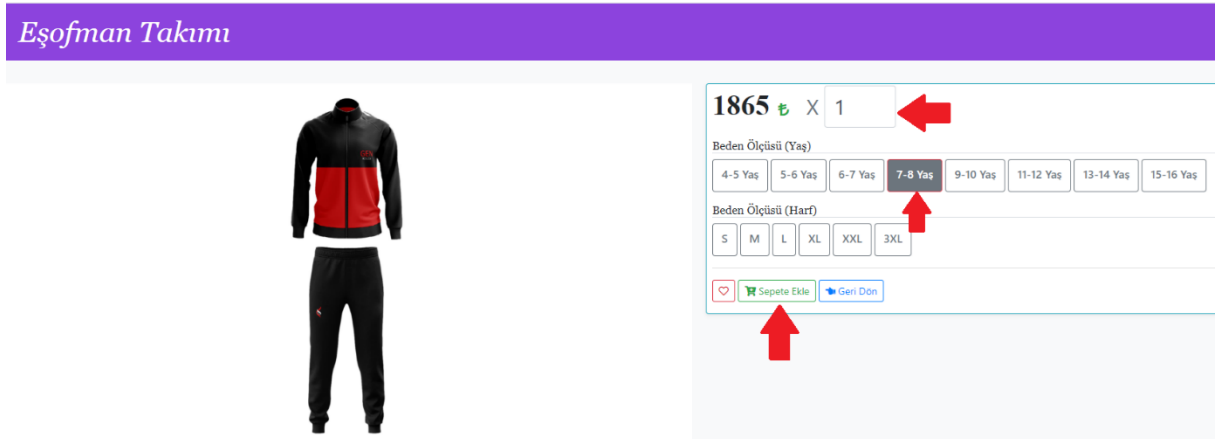 Eşofman Takımı
1865 ₺ X 1
Beden Ölçüsü (Yaş)
4-5 Yaş 5-6 Yaş 6-7 Yaş 7-8 Yaş 9-10 Yaş 11-12 Yaş 13-14 Yaş 15-16 Yaş
Beden Ölçüsü (Harf)
S M L XL XXL 3XL
Sepete Ekle Geri Dön